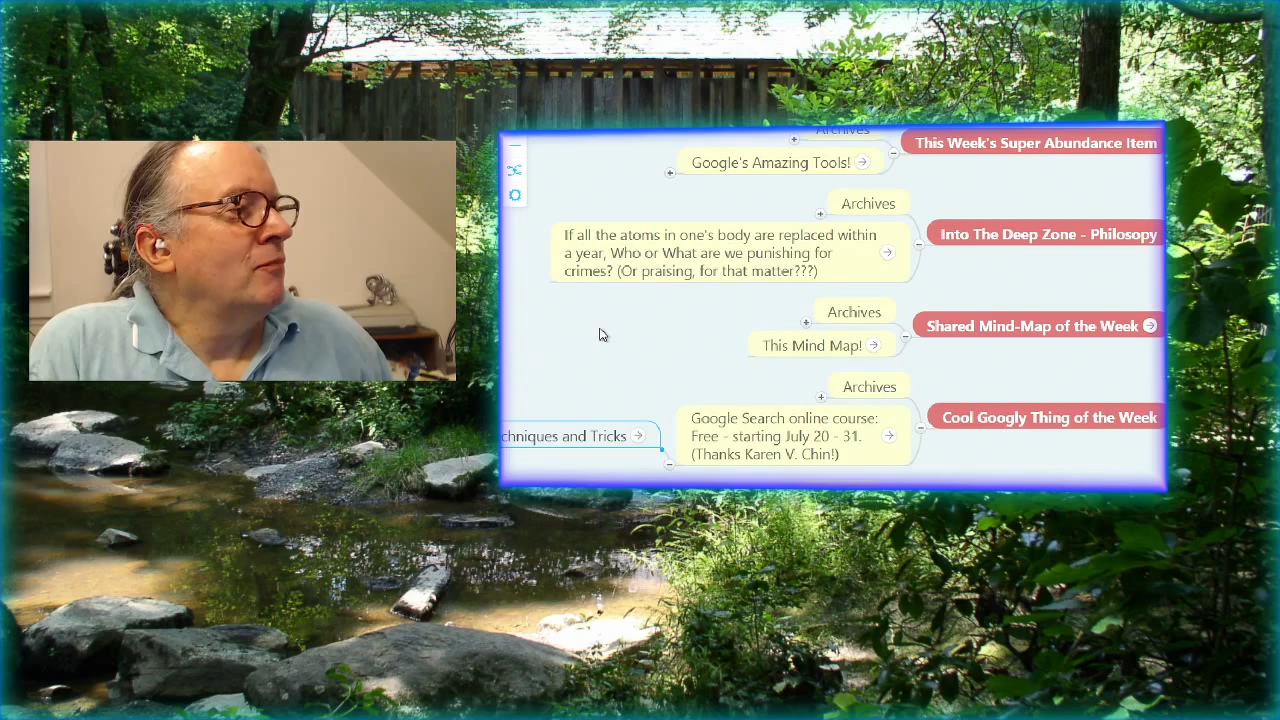 Archives
This Week's Super Abundance Item
Google's Amazing Tools!
Archives
Into The Deep Zone - Philosopy
If all the atoms in one's body are replaced within
a year, Who or What are we punishing for
crimes? (Or praising, for that matter???)
Archives
Shared Mind-Map of the Week
This Mind Map!
Archives
Cool Googly Thing of the Week
Google Search online course:
Free - starting July 20 - 31.
(Thanks Karen V. Chin!)
chniques and Tricks